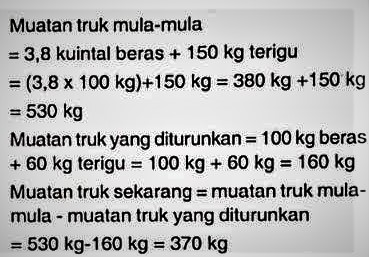 Muatan truk mula-mula
= 3,8 kuintal beras + 150 kg terigu
= (3,8 x 100 kg)+150 kg = 380 kg +150 kg
= 530 kg
Muatan truk yang diturunkan = 100 kg beras
+ 60 kg terigu = 100 kg + 60 kg = 160 kg
Muatan truk sekarang = muatan truk mula-
mula - muatan truk yang diturunkan
= 530 kg-160 kg = 370 kg